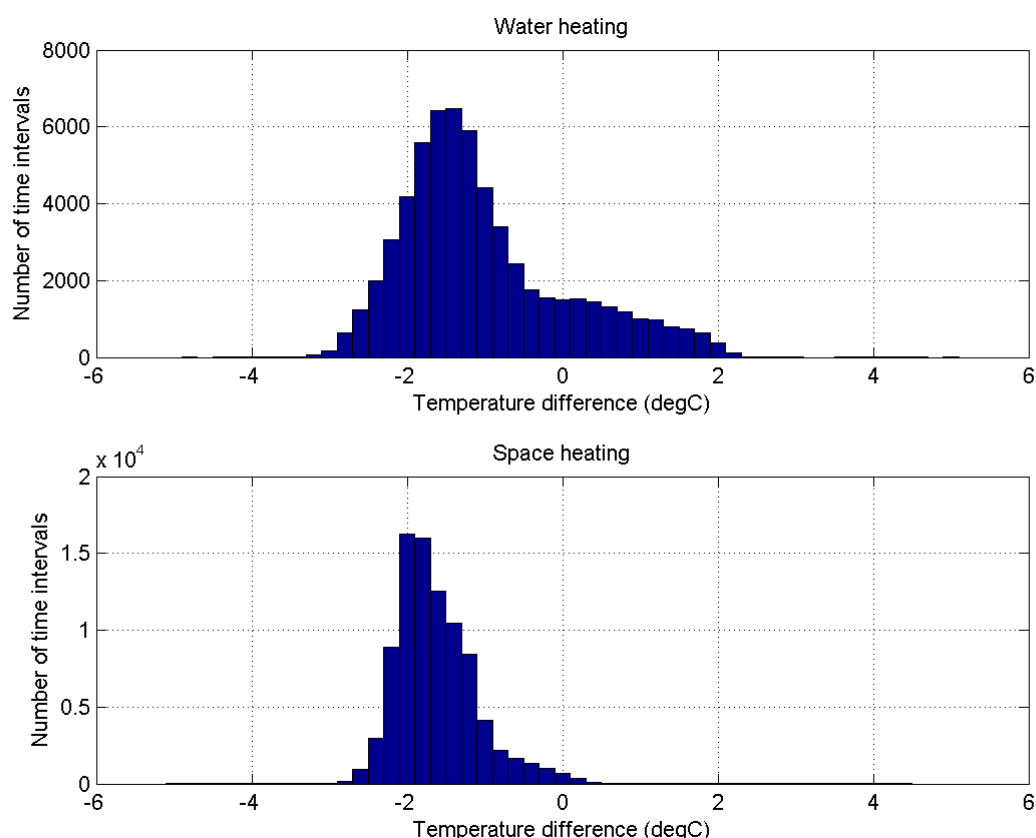 Water heating
8000
6000
4000
2000
0
Number of time intervals
-6 -4 -2 0 2 4 6
Temperature difference (degC)
Space heating
x 10^4
2
1.5
1
0.5
0
Number of time intervals
-6 -4 -2 0 2 4 6
Temperature difference (degC)